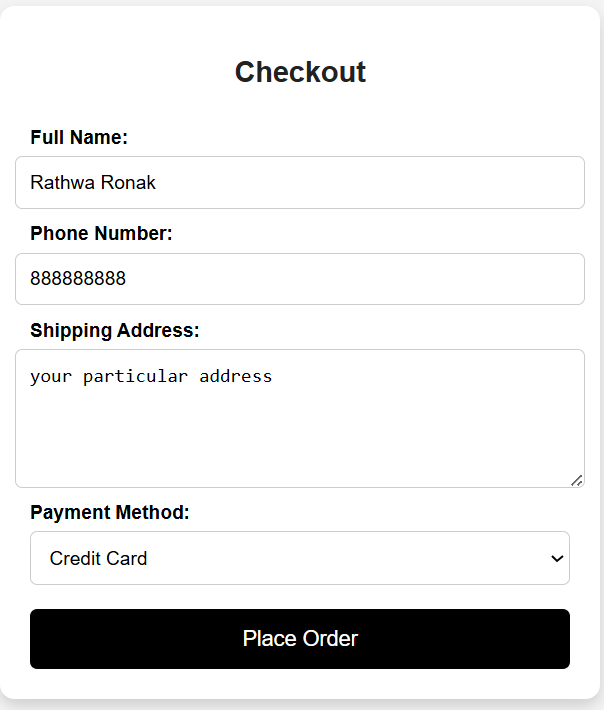 Checkout
Full Name:
Rathwa Ronak
Phone Number:
888888888
Shipping Address:
your particular address
Payment Method:
Credit Card
Place Order